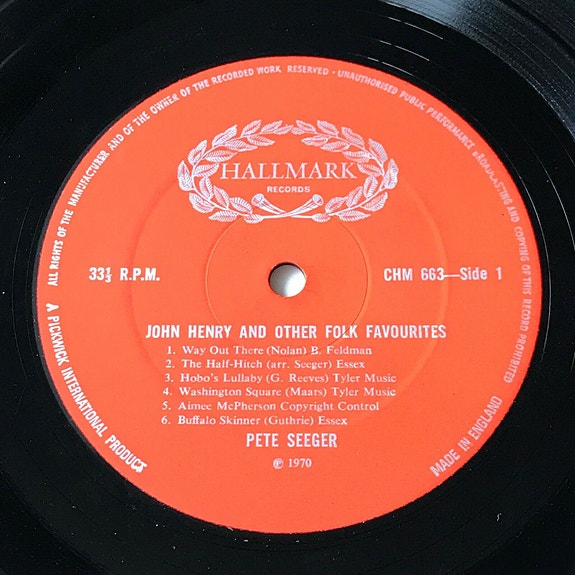 ALL RIGHTS OF THE MANUFACTURER AND OF THE OWNER OF THE RECORDED WORK RESERVED · UNAUTHORISED PUBLIC PERFORMANCE BROADCASTING AND COPYING OF THIS RECORD PROHIBITED
HALLMARK
RECORDS
33⅓ R.P.M.
CHM 663—Side 1
JOHN HENRY AND OTHER FOLK FAVOURITES
1. Way Out There (Nolan) B. Feldman
2. The Half-Hitch (arr. Seeger) Essex
3. Hobo's Lullaby (G. Reeves) Tyler Music
4. Washington Square (Maars) Tyler Music
5. Aimee McPherson Copyright Control
6. Buffalo Skinner (Guthrie) Essex
PETE SEEGER
℗ 1970
A PICKWICK INTERNATIONAL PRODUCT
MADE IN ENGLAND